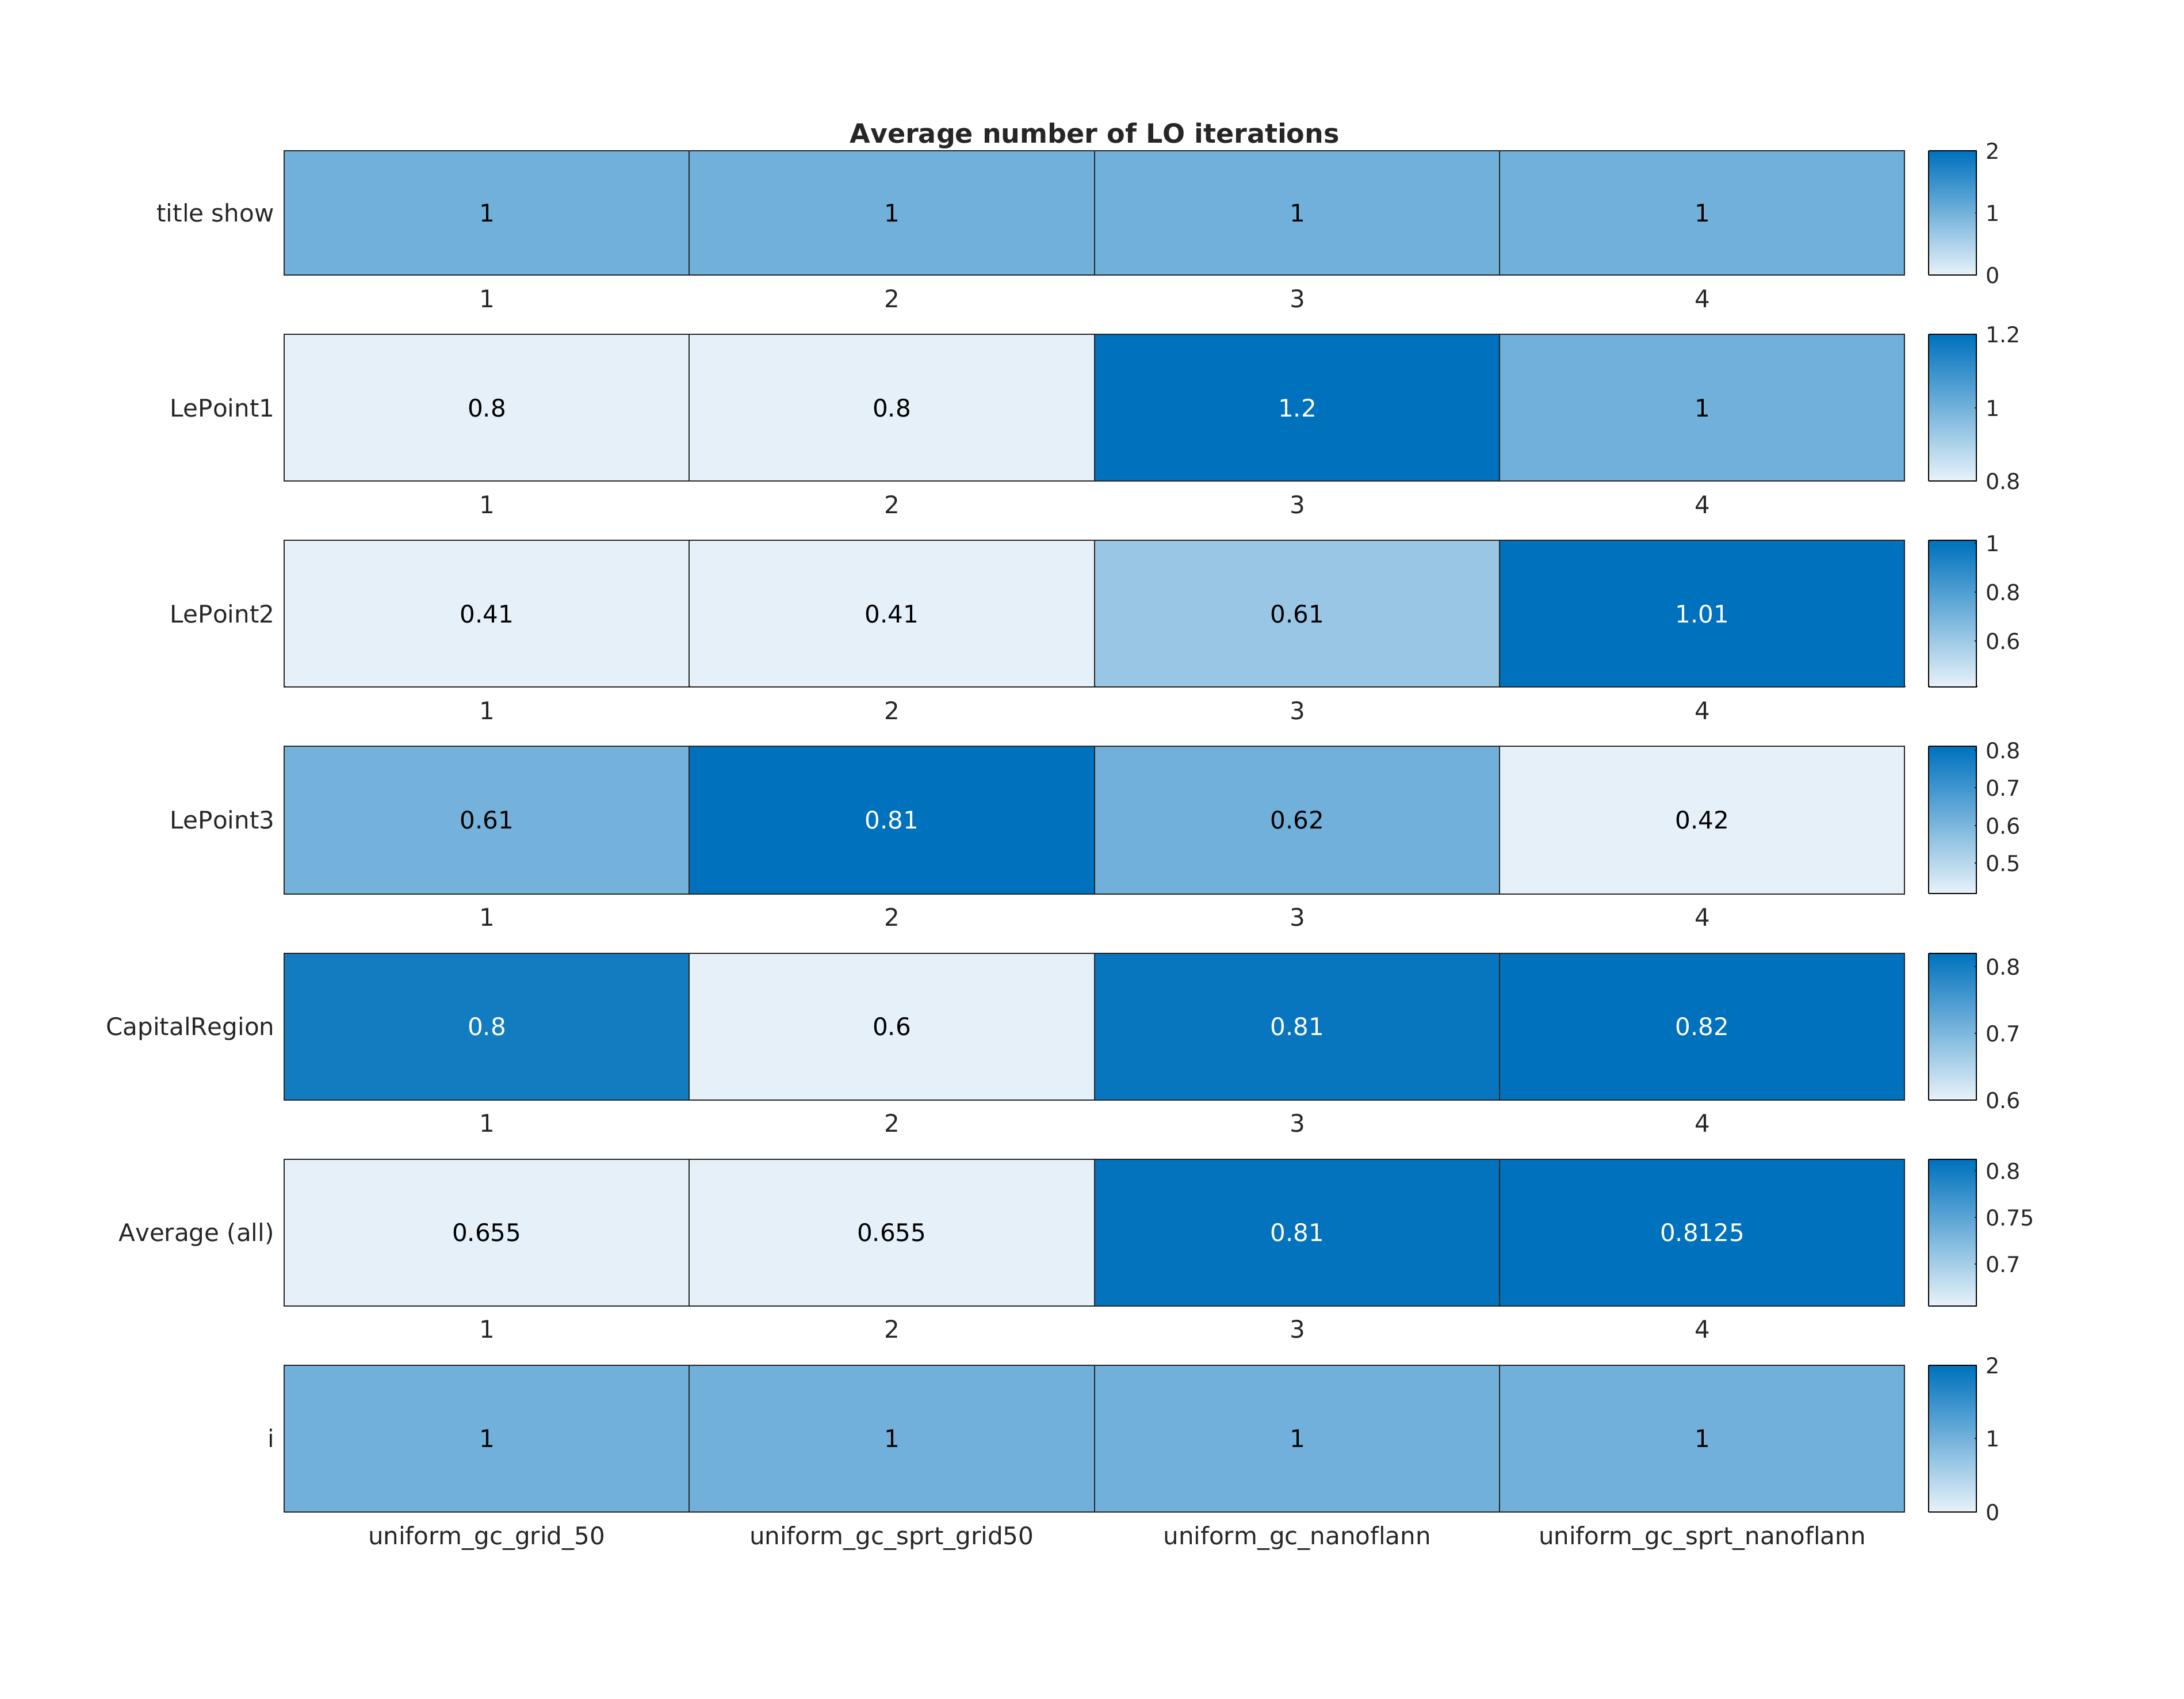 Average number of LO iterations
title show 1 1 1 1
2
1
0
1 2 3 4
LePoint1 0.8 0.8 1.2 1
1.2
1
0.8
1 2 3 4
LePoint2 0.41 0.41 0.61 1.01
1
0.8
0.6
1 2 3 4
LePoint3 0.61 0.81 0.62 0.42
0.8
0.7
0.6
0.5
1 2 3 4
CapitalRegion 0.8 0.6 0.81 0.82
0.8
0.7
0.6
1 2 3 4
Average (all) 0.655 0.655 0.81 0.8125
0.8
0.75
0.7
1 2 3 4
i 1 1 1 1
2
1
0
uniform_gc_grid_50 uniform_gc_sprt_grid50 uniform_gc_nanoflann uniform_gc_sprt_nanoflann